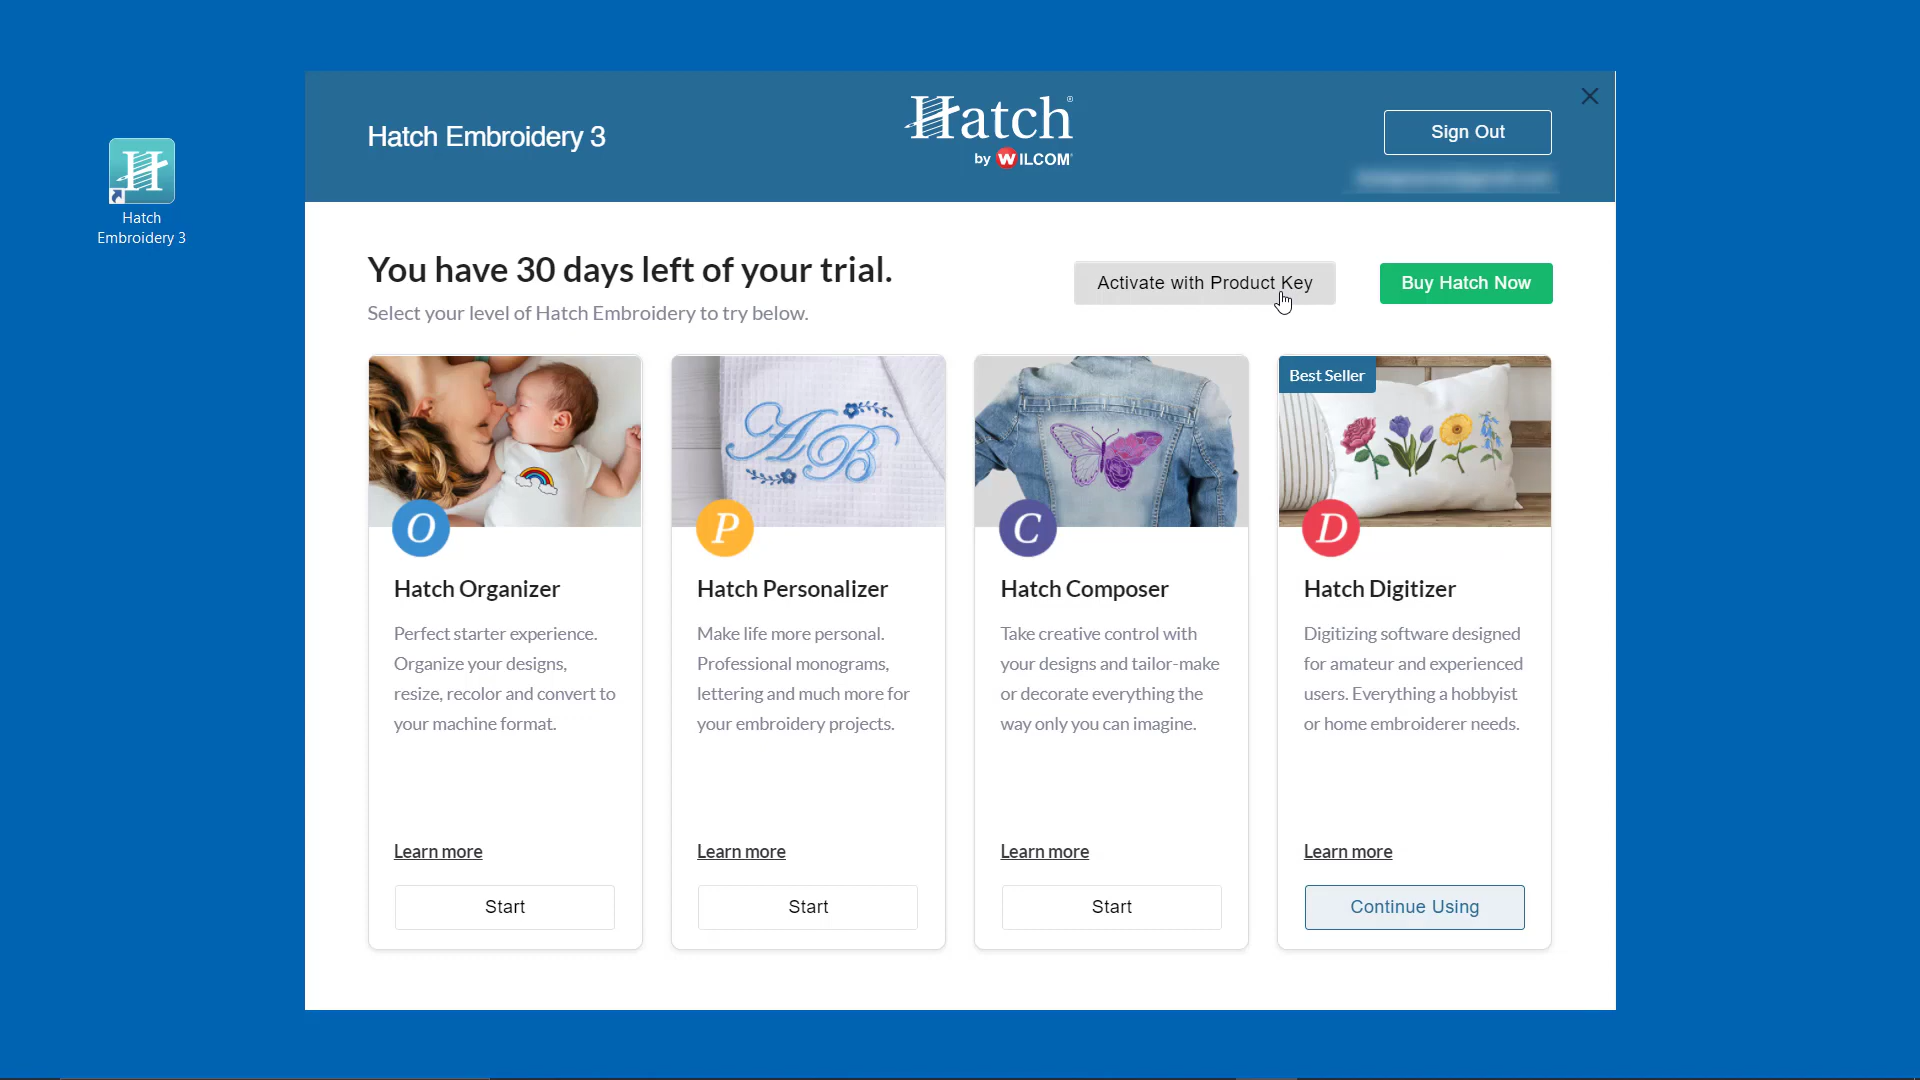 Hatch Embroidery 3
Hatch®
by WILCOM
Sign Out
Hatch
Embroidery 3
You have 30 days left of your trial.
Select your level of Hatch Embroidery to try below.
Activate with Product Key
Buy Hatch Now
AB
Best Seller
O
P
C
D
Hatch Organizer
Perfect starter experience.
Organize your designs,
resize, recolor and convert to
your machine format.
Learn more
Start
Hatch Personalizer
Make life more personal.
Professional monograms,
lettering and much more for
your embroidery projects.
Learn more
Start
Hatch Composer
Take creative control with
your designs and tailor-make
or decorate everything the
way only you can imagine.
Learn more
Start
Hatch Digitizer
Digitizing software designed
for amateur and experienced
users. Everything a hobbyist
or home embroiderer needs.
Learn more
Continue Using